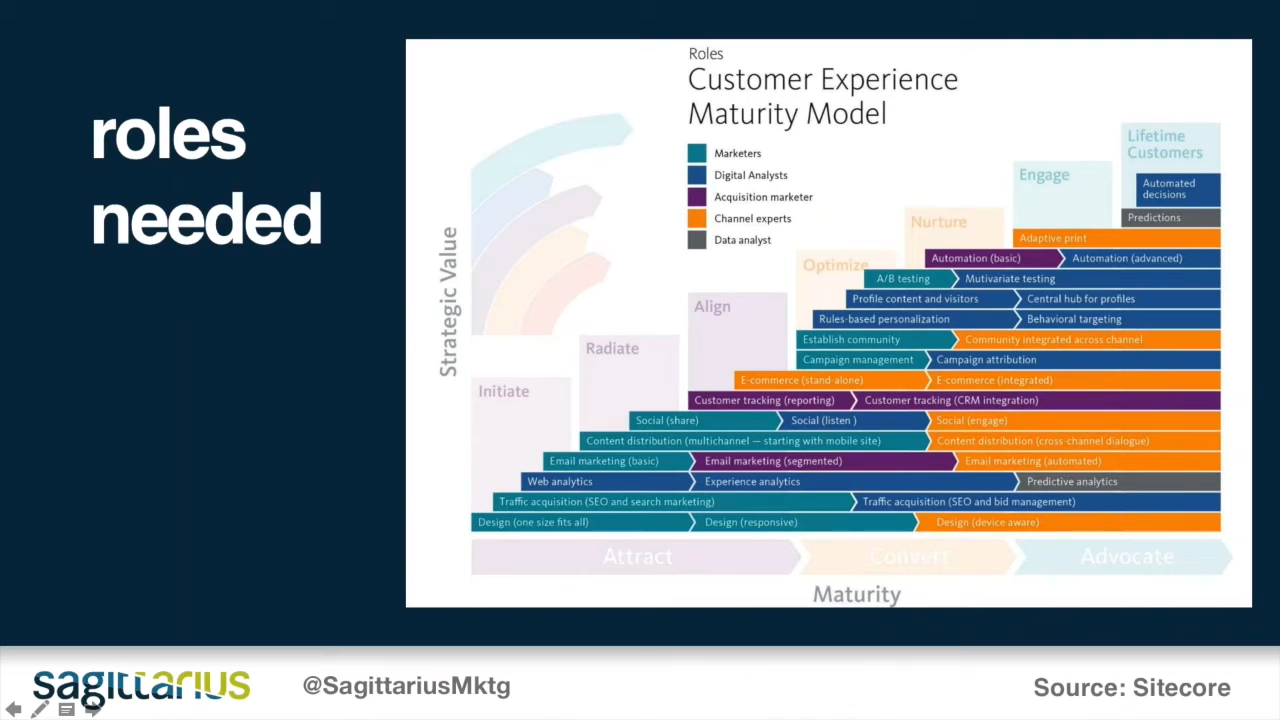 roles
needed
Roles
Customer Experience
Maturity Model
Marketers
Digital Analysts
Acquisition marketer
Channel experts
Data analyst
Strategic Value
Lifetime
Customers
Automated
decisions
Engage
Predictions
Nurture
Adaptive print
Automation (basic) Automation (advanced)
Optimize
A/B testing Mutivariate testing
Profile content and visitors Central hub for profiles
Align
Rules-based personalization Behavioral targeting
Establish community Community integrated across channel
Radiate
Campaign management Campaign attribution
E-commerce (stand-alone) E-commerce (integrated)
Initiate
Customer tracking (reporting) Customer tracking (CRM integration)
Social (share) Social (listen ) Social (engage)
Content distribution (multichannel — starting with mobile site) Content distribution (cross-channel dialogue)
Email marketing (basic) Email marketing (segmented) Email marketing (automated)
Web analytics Experience analytics Predictive analytics
Traffic acquisition (SEO and search marketing) Traffic acquisition (SEO and bid management)
Design (one size fits all) Design (responsive) Design (device aware)
Attract Convert Advocate
Maturity
sagittarius @SagittariusMktg Source: Sitecore